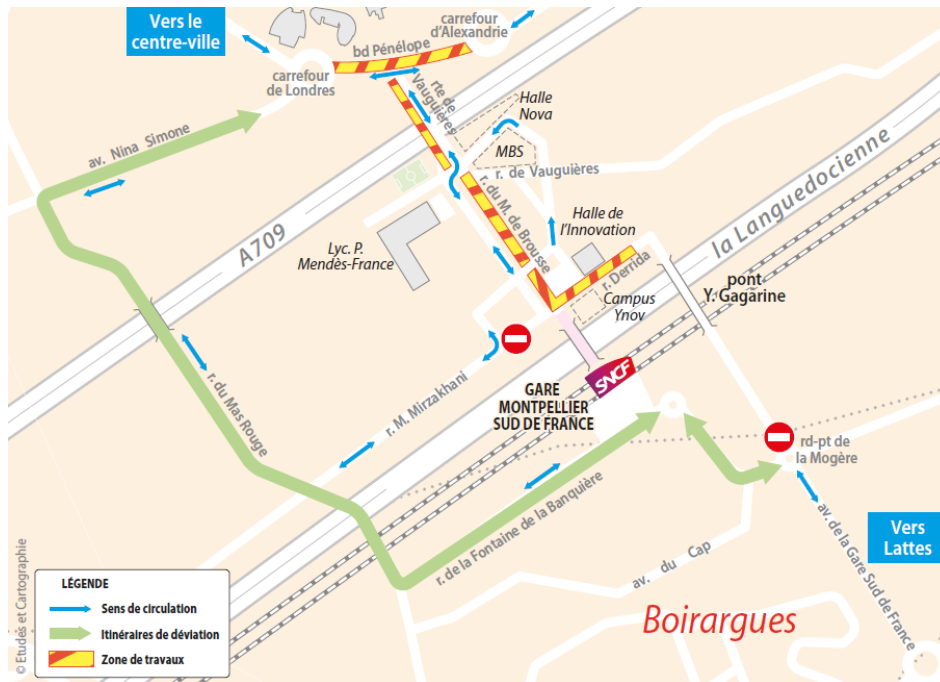 Vers le
centre-ville
carrefour
d'Alexandrie
bd Pénélope
carrefour
de Londres
rte de
Vauguières
Halle
Nova
MBS
av. Nina Simone
r. de Vauguières
A709
la Languedocienne
r. du M. de Brousse
Halle de
l'Innovation
Lyc. P.
Mendès-France
r. Derrida
pont
Y. Gagarine
Campus
Ynov
SNCF
GARE
MONTPELLIER
SUD DE FRANCE
r. du Mas Rouge
r. M. Mirzakhani
rd-pt de
la Mogère
r. de la Fontaine de la Banquière
av. de la Gare Sud de France
Vers
Lattes
av. du Cap
Boirargues
LÉGENDE
Sens de circulation
Itinéraires de déviation
Zone de travaux
© Etudes et Cartographie